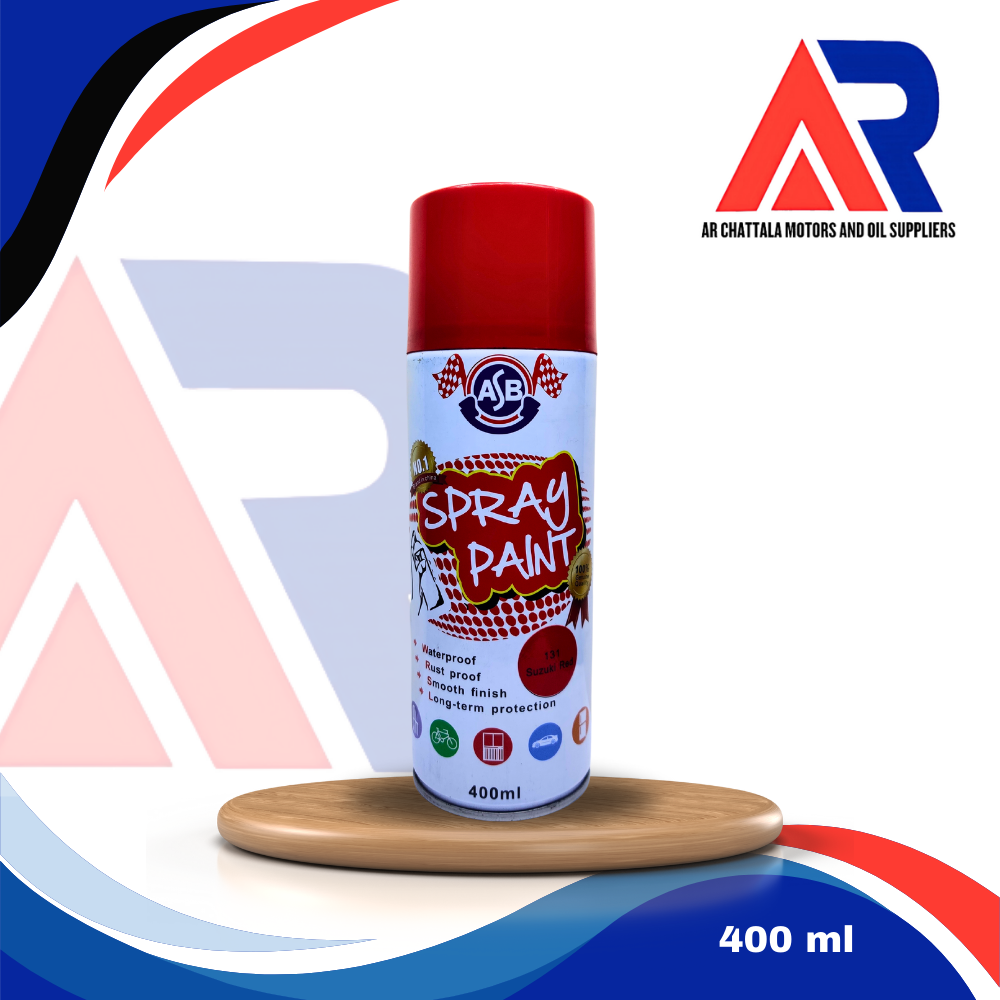 AR
AR CHATTALA MOTORS AND OIL SUPPLIERS
ASB
NO.1
SPRAY
PAINT
100%
131
Suzuki Red
Waterproof
Rust proof
Smooth finish
Long-term protection
400ml
400 ml